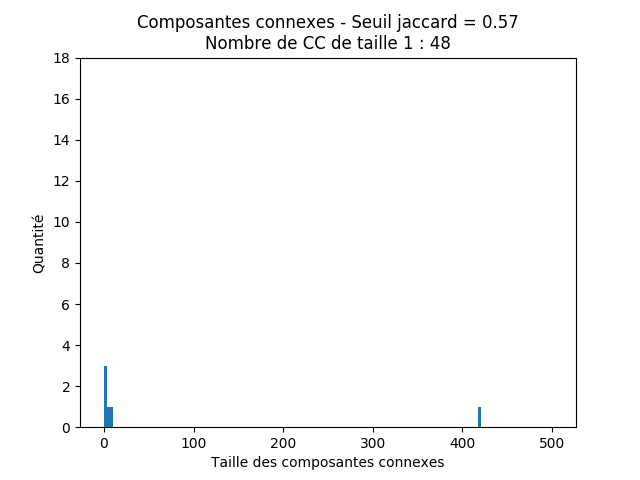 Composantes connexes - Seuil jaccard = 0.57
Nombre de CC de taille 1 : 48
18
16
14
12
10
8
6
4
2
0
Quantité
0 100 200 300 400 500
Taille des composantes connexes